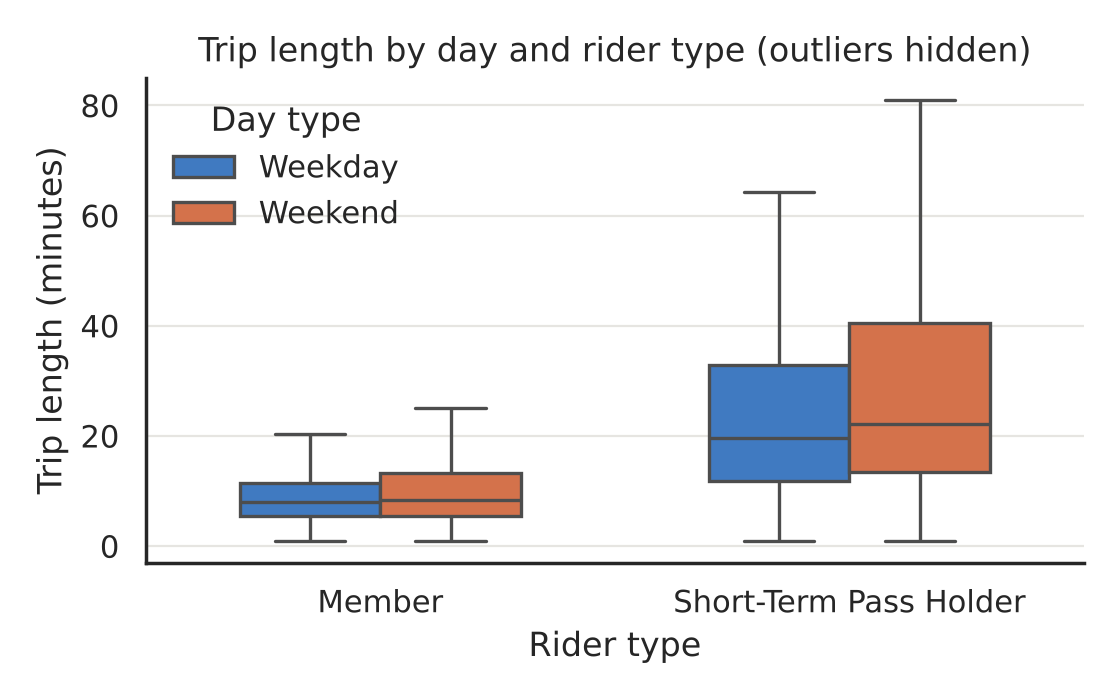 Trip length by day and rider type (outliers hidden)
Day type
Weekday
Weekend
Trip length (minutes)
80
60
40
20
0
Member
Short-Term Pass Holder
Rider type